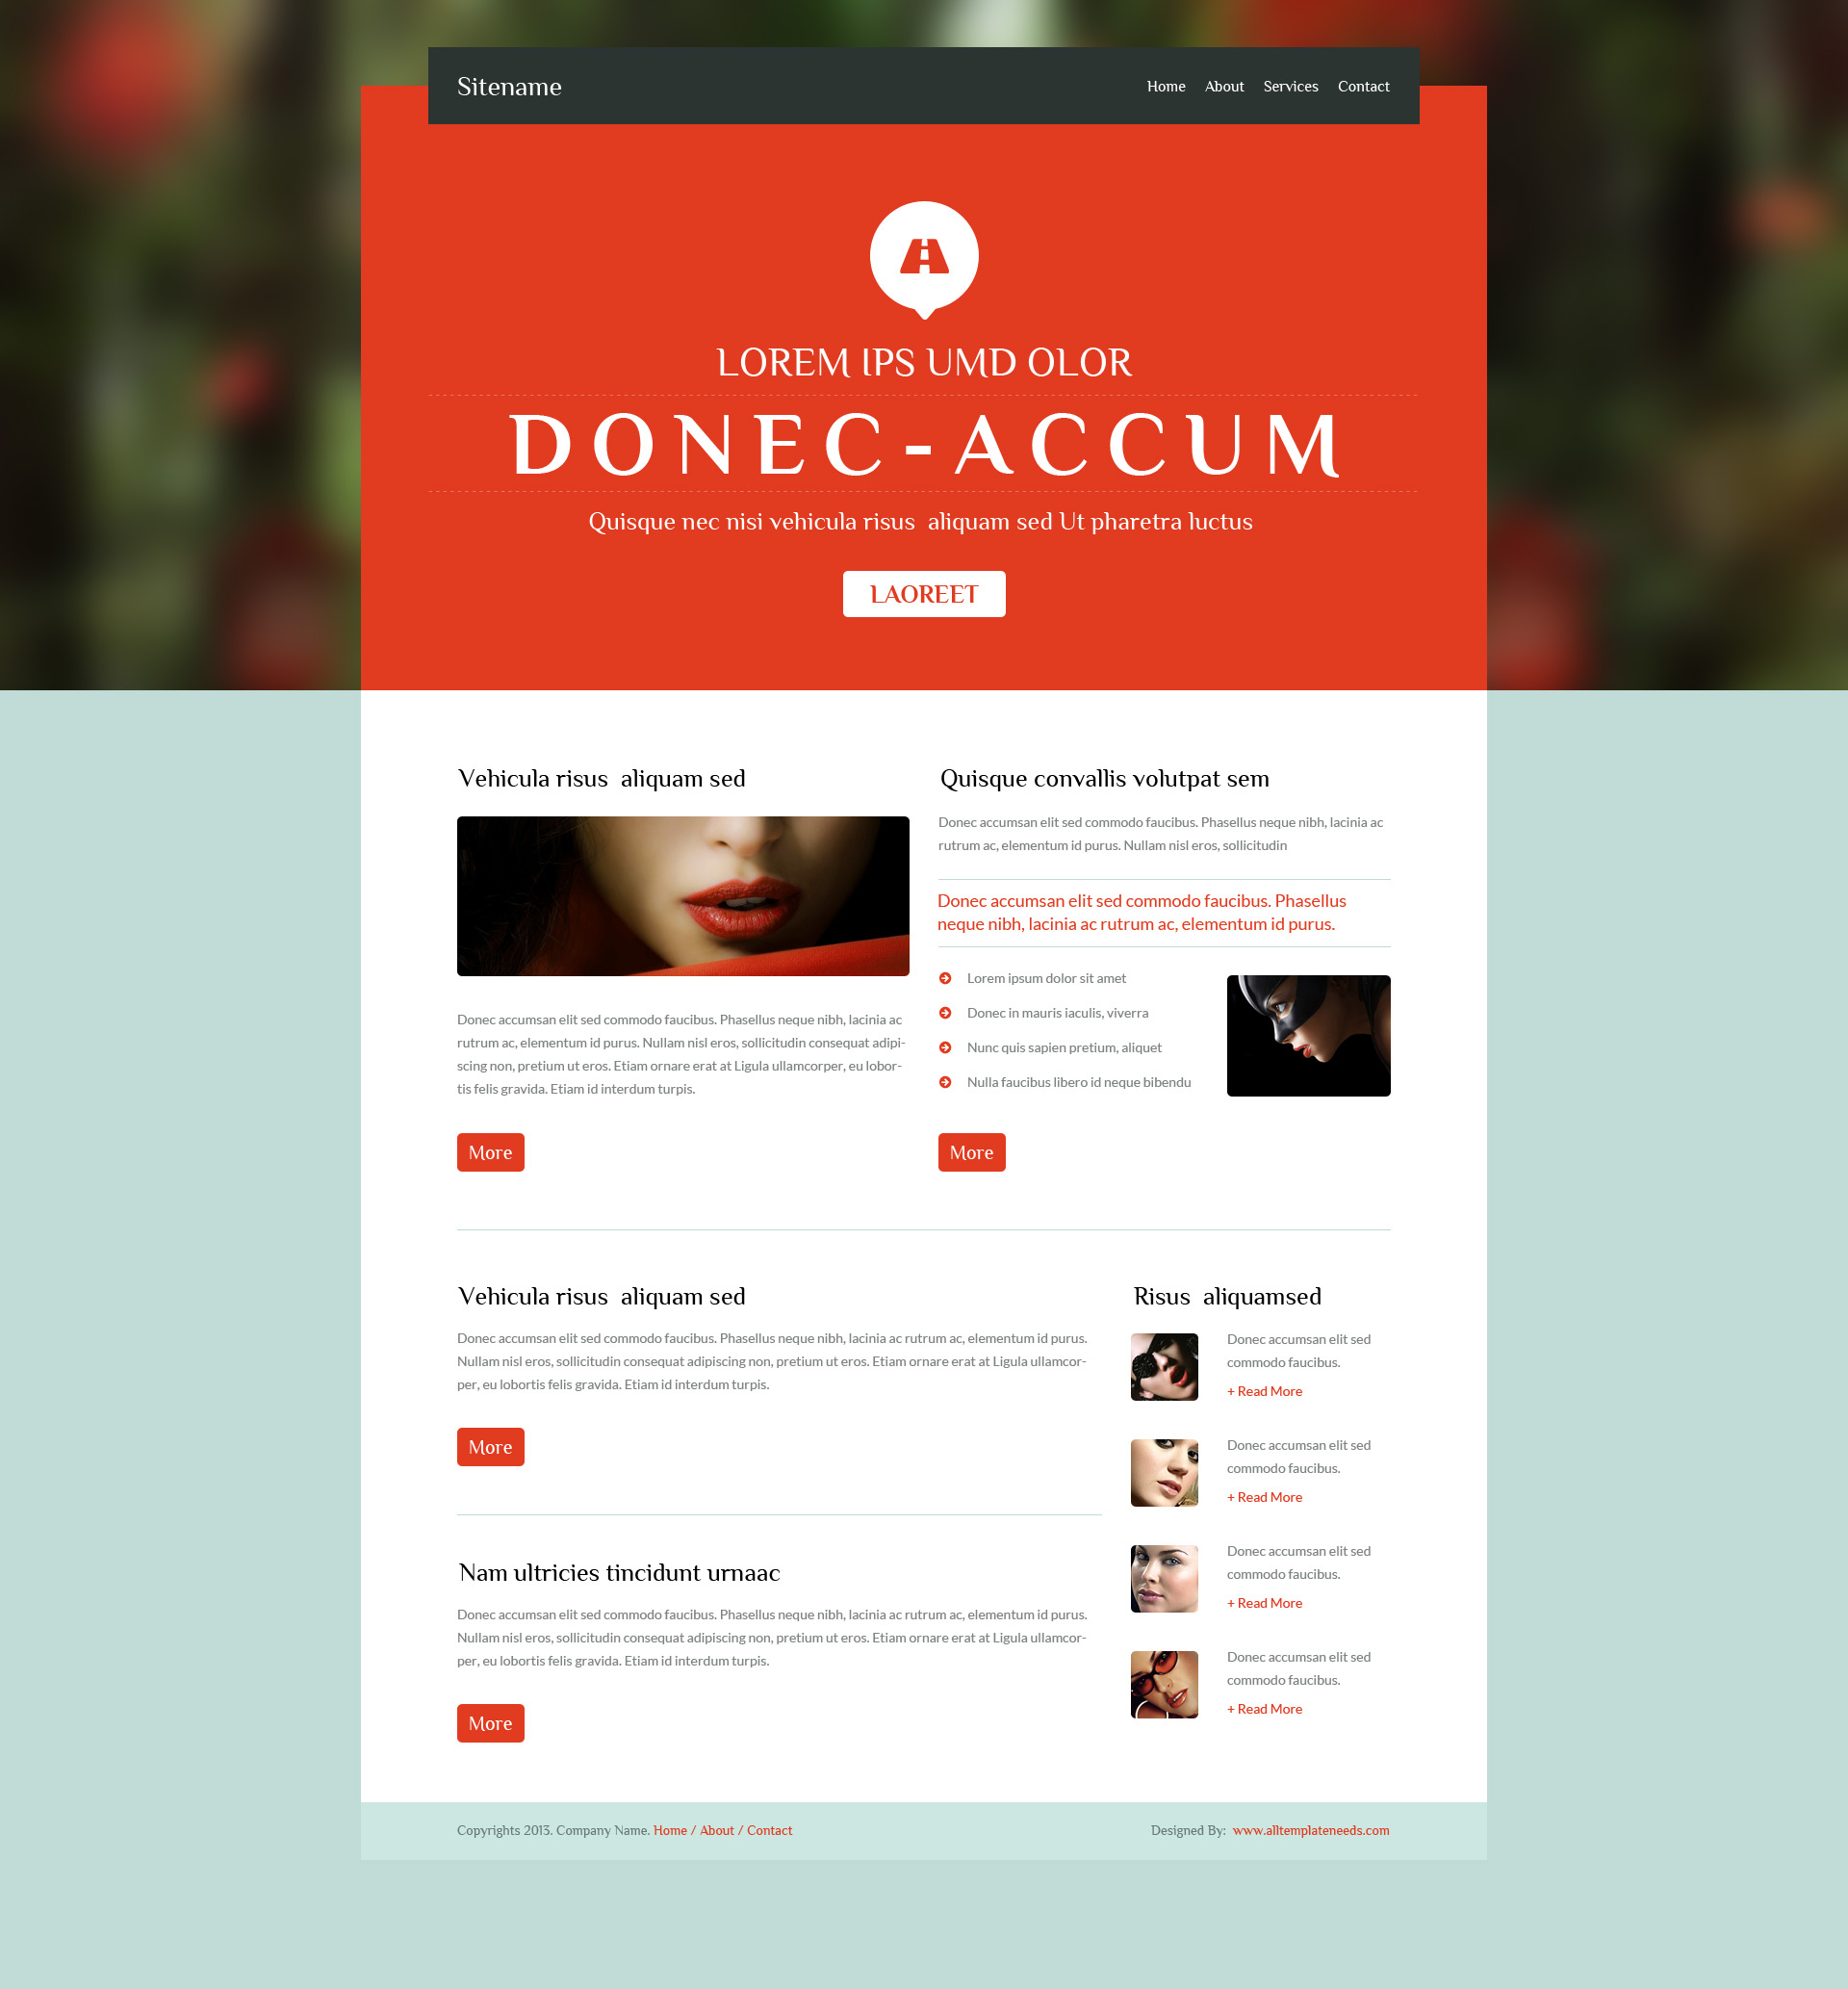 Sitename
Home About Services Contact
LOREM IPS UMD OLOR
DONEC-ACCUM
Quisque nec nisi vehicula risus aliquam sed Ut pharetra luctus
LAOREET
Vehicula risus aliquam sed
Donec accumsan elit sed commodo faucibus. Phasellus neque nibh, lacinia ac
rutrum ac, elementum id purus. Nullam nisl eros, sollicitudin consequat adipi-
scing non, pretium ut eros. Etiam ornare erat at Ligula ullamcorper, eu lobor-
tis felis gravida. Etiam id interdum turpis.
More
Quisque convallis volutpat sem
Donec accumsan elit sed commodo faucibus. Phasellus neque nibh, lacinia ac
rutrum ac, elementum id purus. Nullam nisl eros, sollicitudin
Donec accumsan elit sed commodo faucibus. Phasellus
neque nibh, lacinia ac rutrum ac, elementum id purus.
Lorem ipsum dolor sit amet
Donec in mauris iaculis, viverra
Nunc quis sapien pretium, aliquet
Nulla faucibus libero id neque bibendu
More
Vehicula risus aliquam sed
Donec accumsan elit sed commodo faucibus. Phasellus neque nibh, lacinia ac rutrum ac, elementum id purus.
Nullam nisl eros, sollicitudin consequat adipiscing non, pretium ut eros. Etiam ornare erat at Ligula ullamcor-
per, eu lobortis felis gravida. Etiam id interdum turpis.
More
Nam ultricies tincidunt urnaac
Donec accumsan elit sed commodo faucibus. Phasellus neque nibh, lacinia ac rutrum ac, elementum id purus.
Nullam nisl eros, sollicitudin consequat adipiscing non, pretium ut eros. Etiam ornare erat at Ligula ullamcor-
per, eu lobortis felis gravida. Etiam id interdum turpis.
More
Risus aliquamsed
Donec accumsan elit sed
commodo faucibus.
+ Read More
Donec accumsan elit sed
commodo faucibus.
+ Read More
Donec accumsan elit sed
commodo faucibus.
+ Read More
Donec accumsan elit sed
commodo faucibus.
+ Read More
Copyrights 2013. Company Name. Home / About / Contact
Designed By: www.alltemplateneeds.com